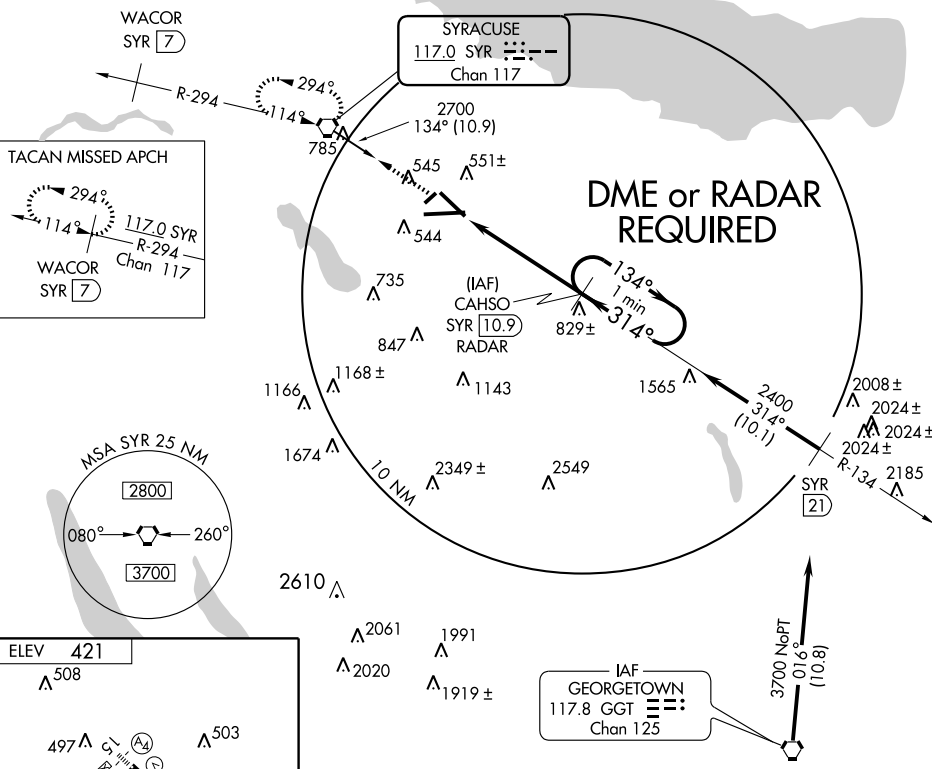 WACOR
SYR 7
R-294
294°
114°
SYRACUSE
117.0 SYR
Chan 117
2700
134° (10.9)
785
545
551±
544
TACAN MISSED APCH
294°
114°
117.0 SYR
R-294
Chan 117
WACOR
SYR 7
DME or RADAR
REQUIRED
134°
1 min
314°
(IAF)
CAHSO
SYR 10.9
RADAR
829±
735
847
1168 ±
1166
1143
1565
1674
2349 ±
2549
10 NM
2400
314°
(10.1)
2008 ±
2024 ±
2024 ±
2024 ±
R-134
2185
SYR
21
MSA SYR 25 NM
2800
080°
260°
3700
2610
2061
2020
1991
1919 ±
3700 NoPT
016°
(10.8)
IAF
GEORGETOWN
117.8 GGT
Chan 125
ELEV 421
508
497
503
15
A4
V